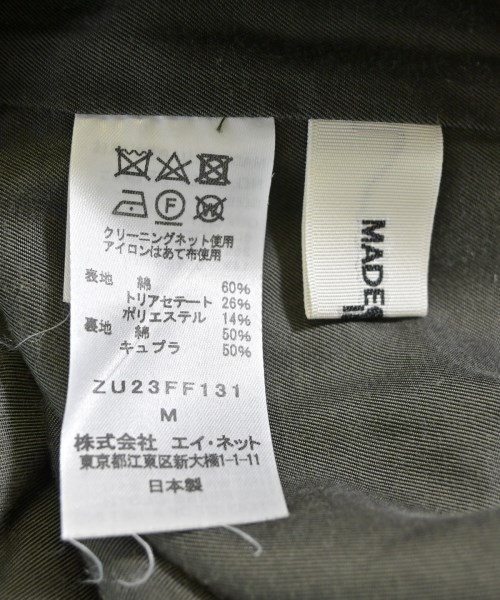 F
W
クリーニングネット使用
アイロンはあて布使用
表地 綿 60%
トリアセテート 26%
ポリエステル 14%
裏地 綿 50%
キュプラ 50%
ZU23FF131
M
株式会社 エイ・ネット
東京都江東区新大橋1-1-11
日本製
MADE